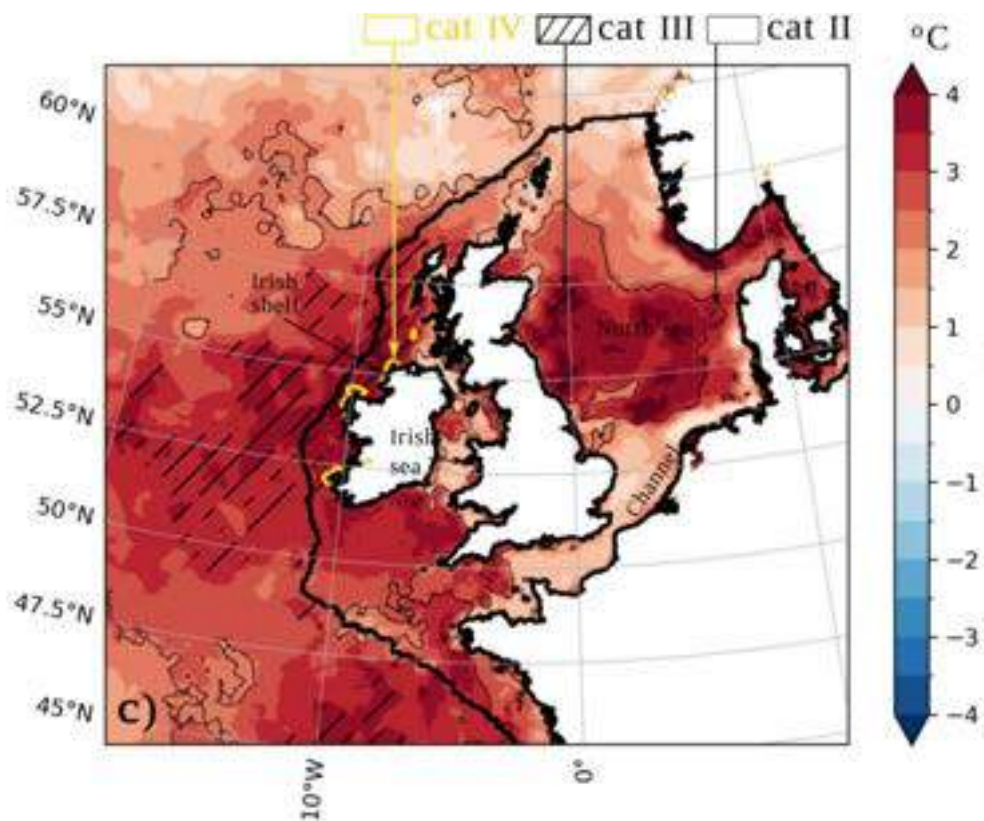 cat IV
cat III
cat II
°C
60°N
57.5°N
55°N
52.5°N
50°N
47.5°N
45°N
Irish
shelf
North sea
Irish
sea
Channel
c)
10°W
0°
4
3
2
1
0
−1
−2
−3
−4